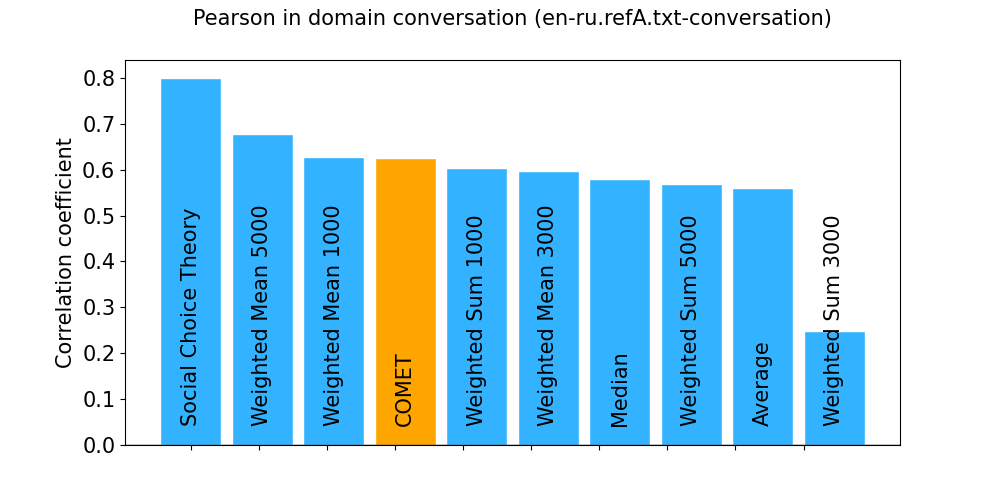 Pearson in domain conversation (en-ru.refA.txt-conversation)
Correlation coefficient
0.8
0.7
0.6
0.5
0.4
0.3
0.2
0.1
0.0
Social Choice Theory
Weighted Mean 5000
Weighted Mean 1000
COMET
Weighted Sum 1000
Weighted Mean 3000
Median
Weighted Sum 5000
Average
Weighted Sum 3000